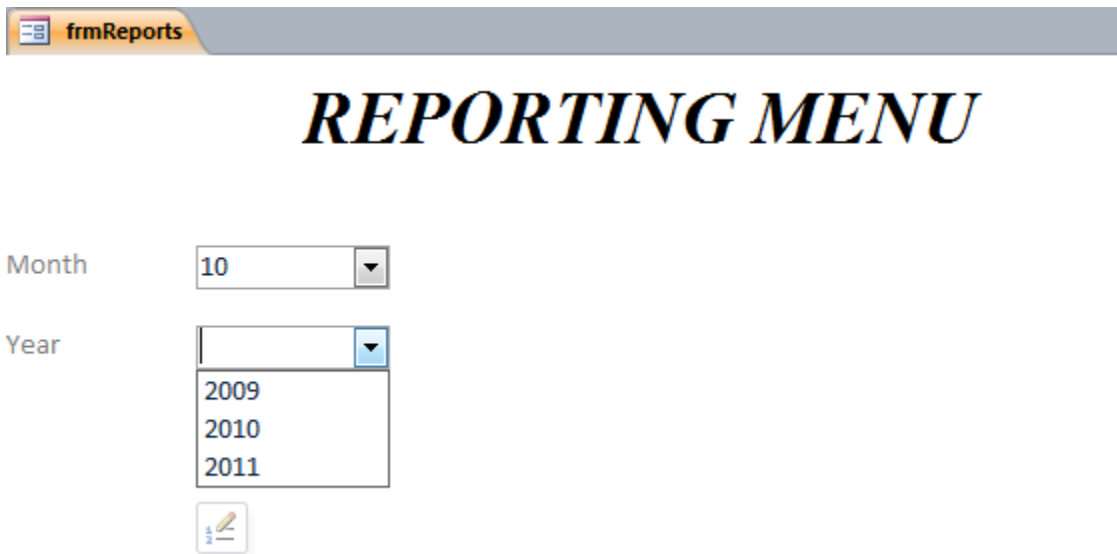 frmReports
REPORTING MENU
Month 10
Year
2009
2010
2011